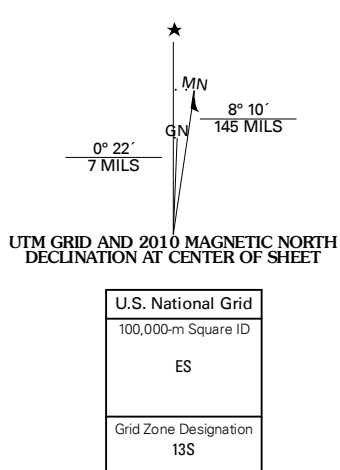 ★
MN
GN
8° 10´
145 MILS
0° 22´
7 MILS
UTM GRID AND 2010 MAGNETIC NORTH
DECLINATION AT CENTER OF SHEET
U.S. National Grid
100,000-m Square ID
ES
Grid Zone Designation
13S